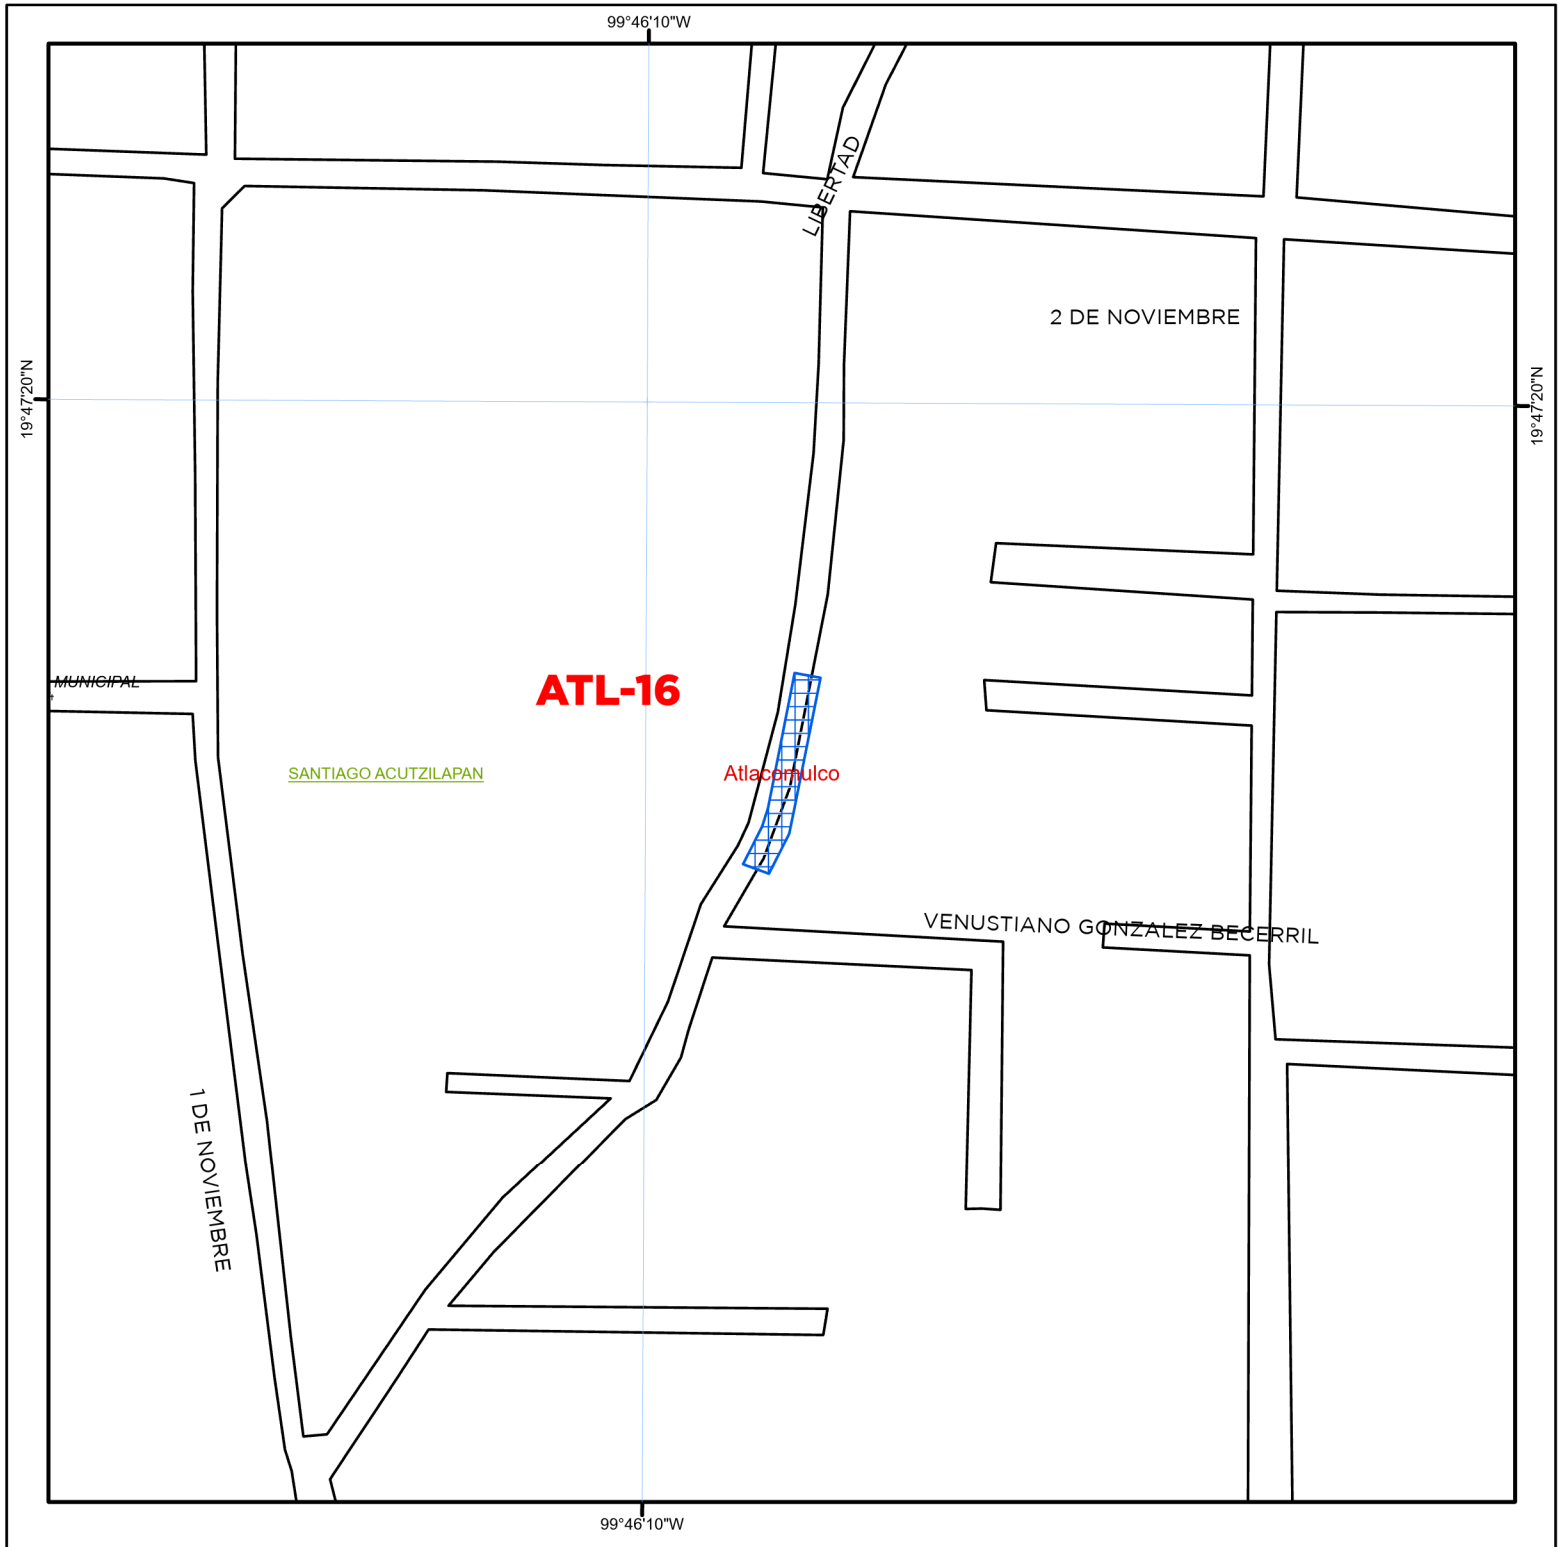 99°46'10"W
LIBERTAD
2 DE NOVIEMBRE
19°47'20"N
19°47'20"N
MUNICIPAL
ATL-16
SANTIAGO ACUTZILAPAN
Atlacomulco
VENUSTIANO GONZALEZ BECERRIL
1 DE NOVIEMBRE
99°46'10"W